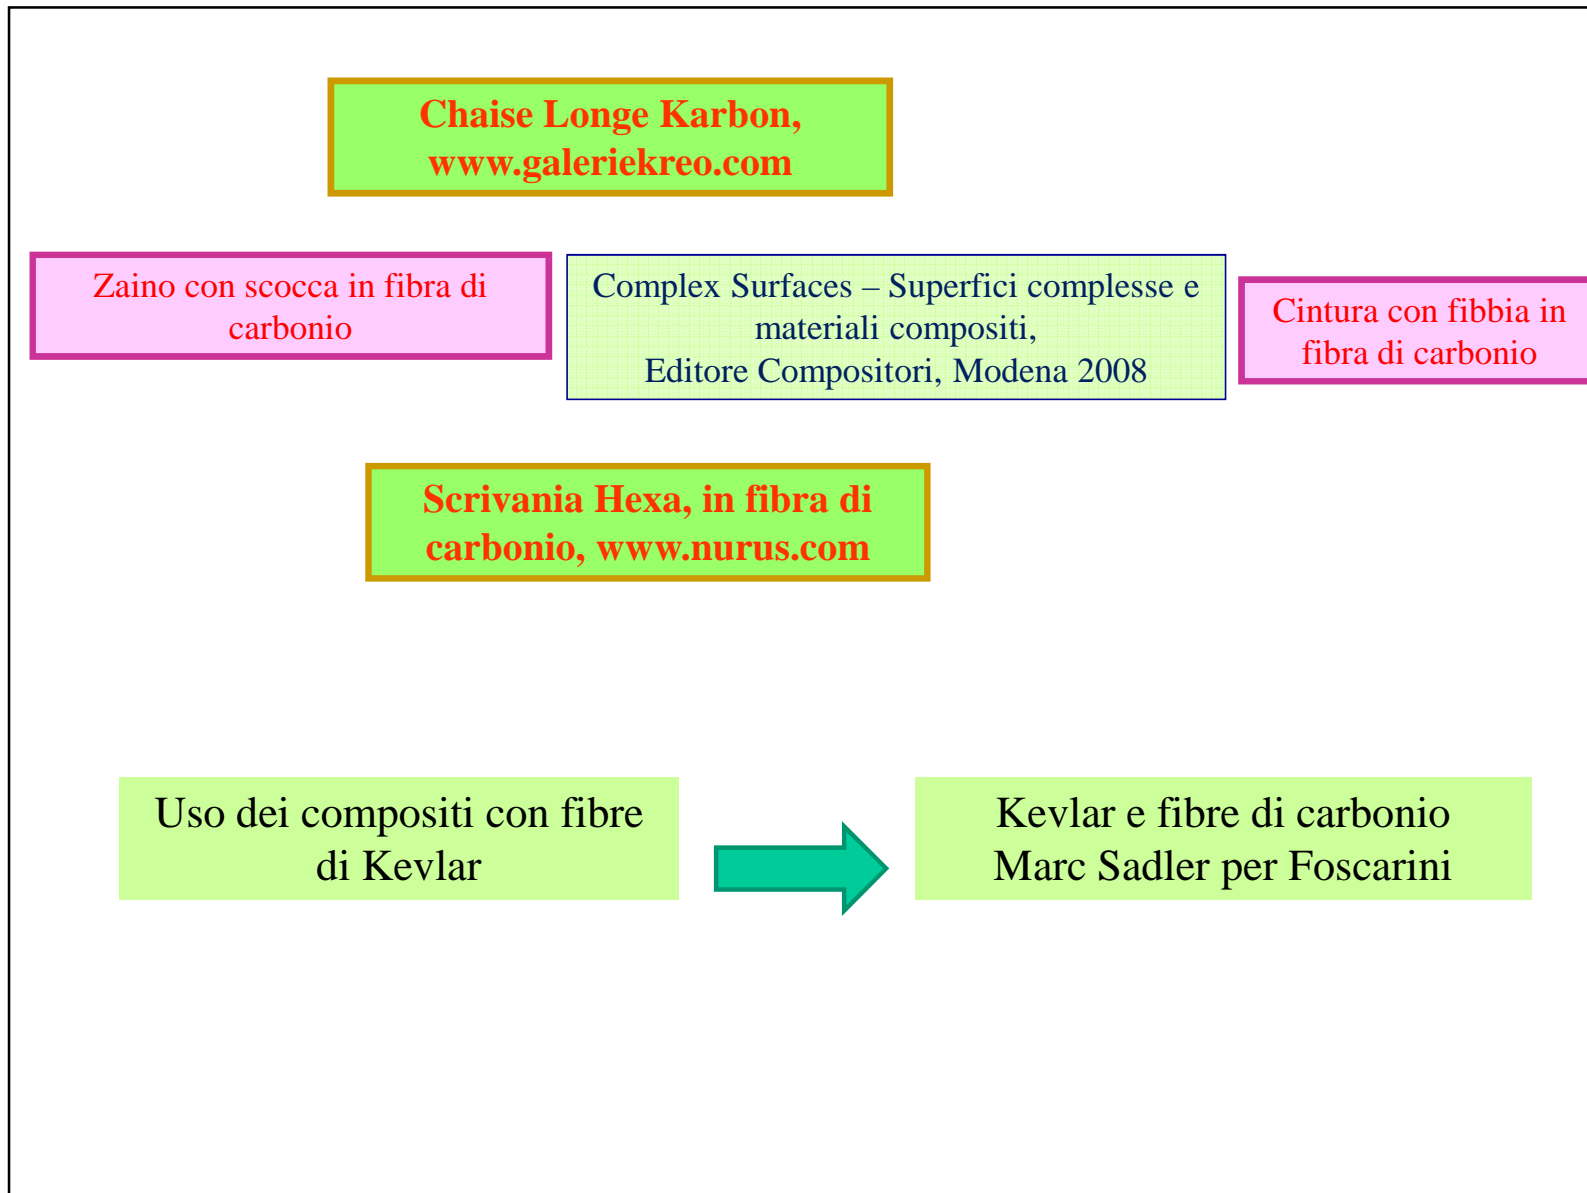 Chaise Longe Karbon,
www.galeriekreo.com
Zaino con scocca in fibra di
carbonio
Complex Surfaces – Superfici complesse e
materiali compositi,
Editore Compositori, Modena 2008
Cintura con fibbia in
fibra di carbonio
Scrivania Hexa, in fibra di
carbonio, www.nurus.com
Uso dei compositi con fibre
di Kevlar
Kevlar e fibre di carbonio
Marc Sadler per Foscarini